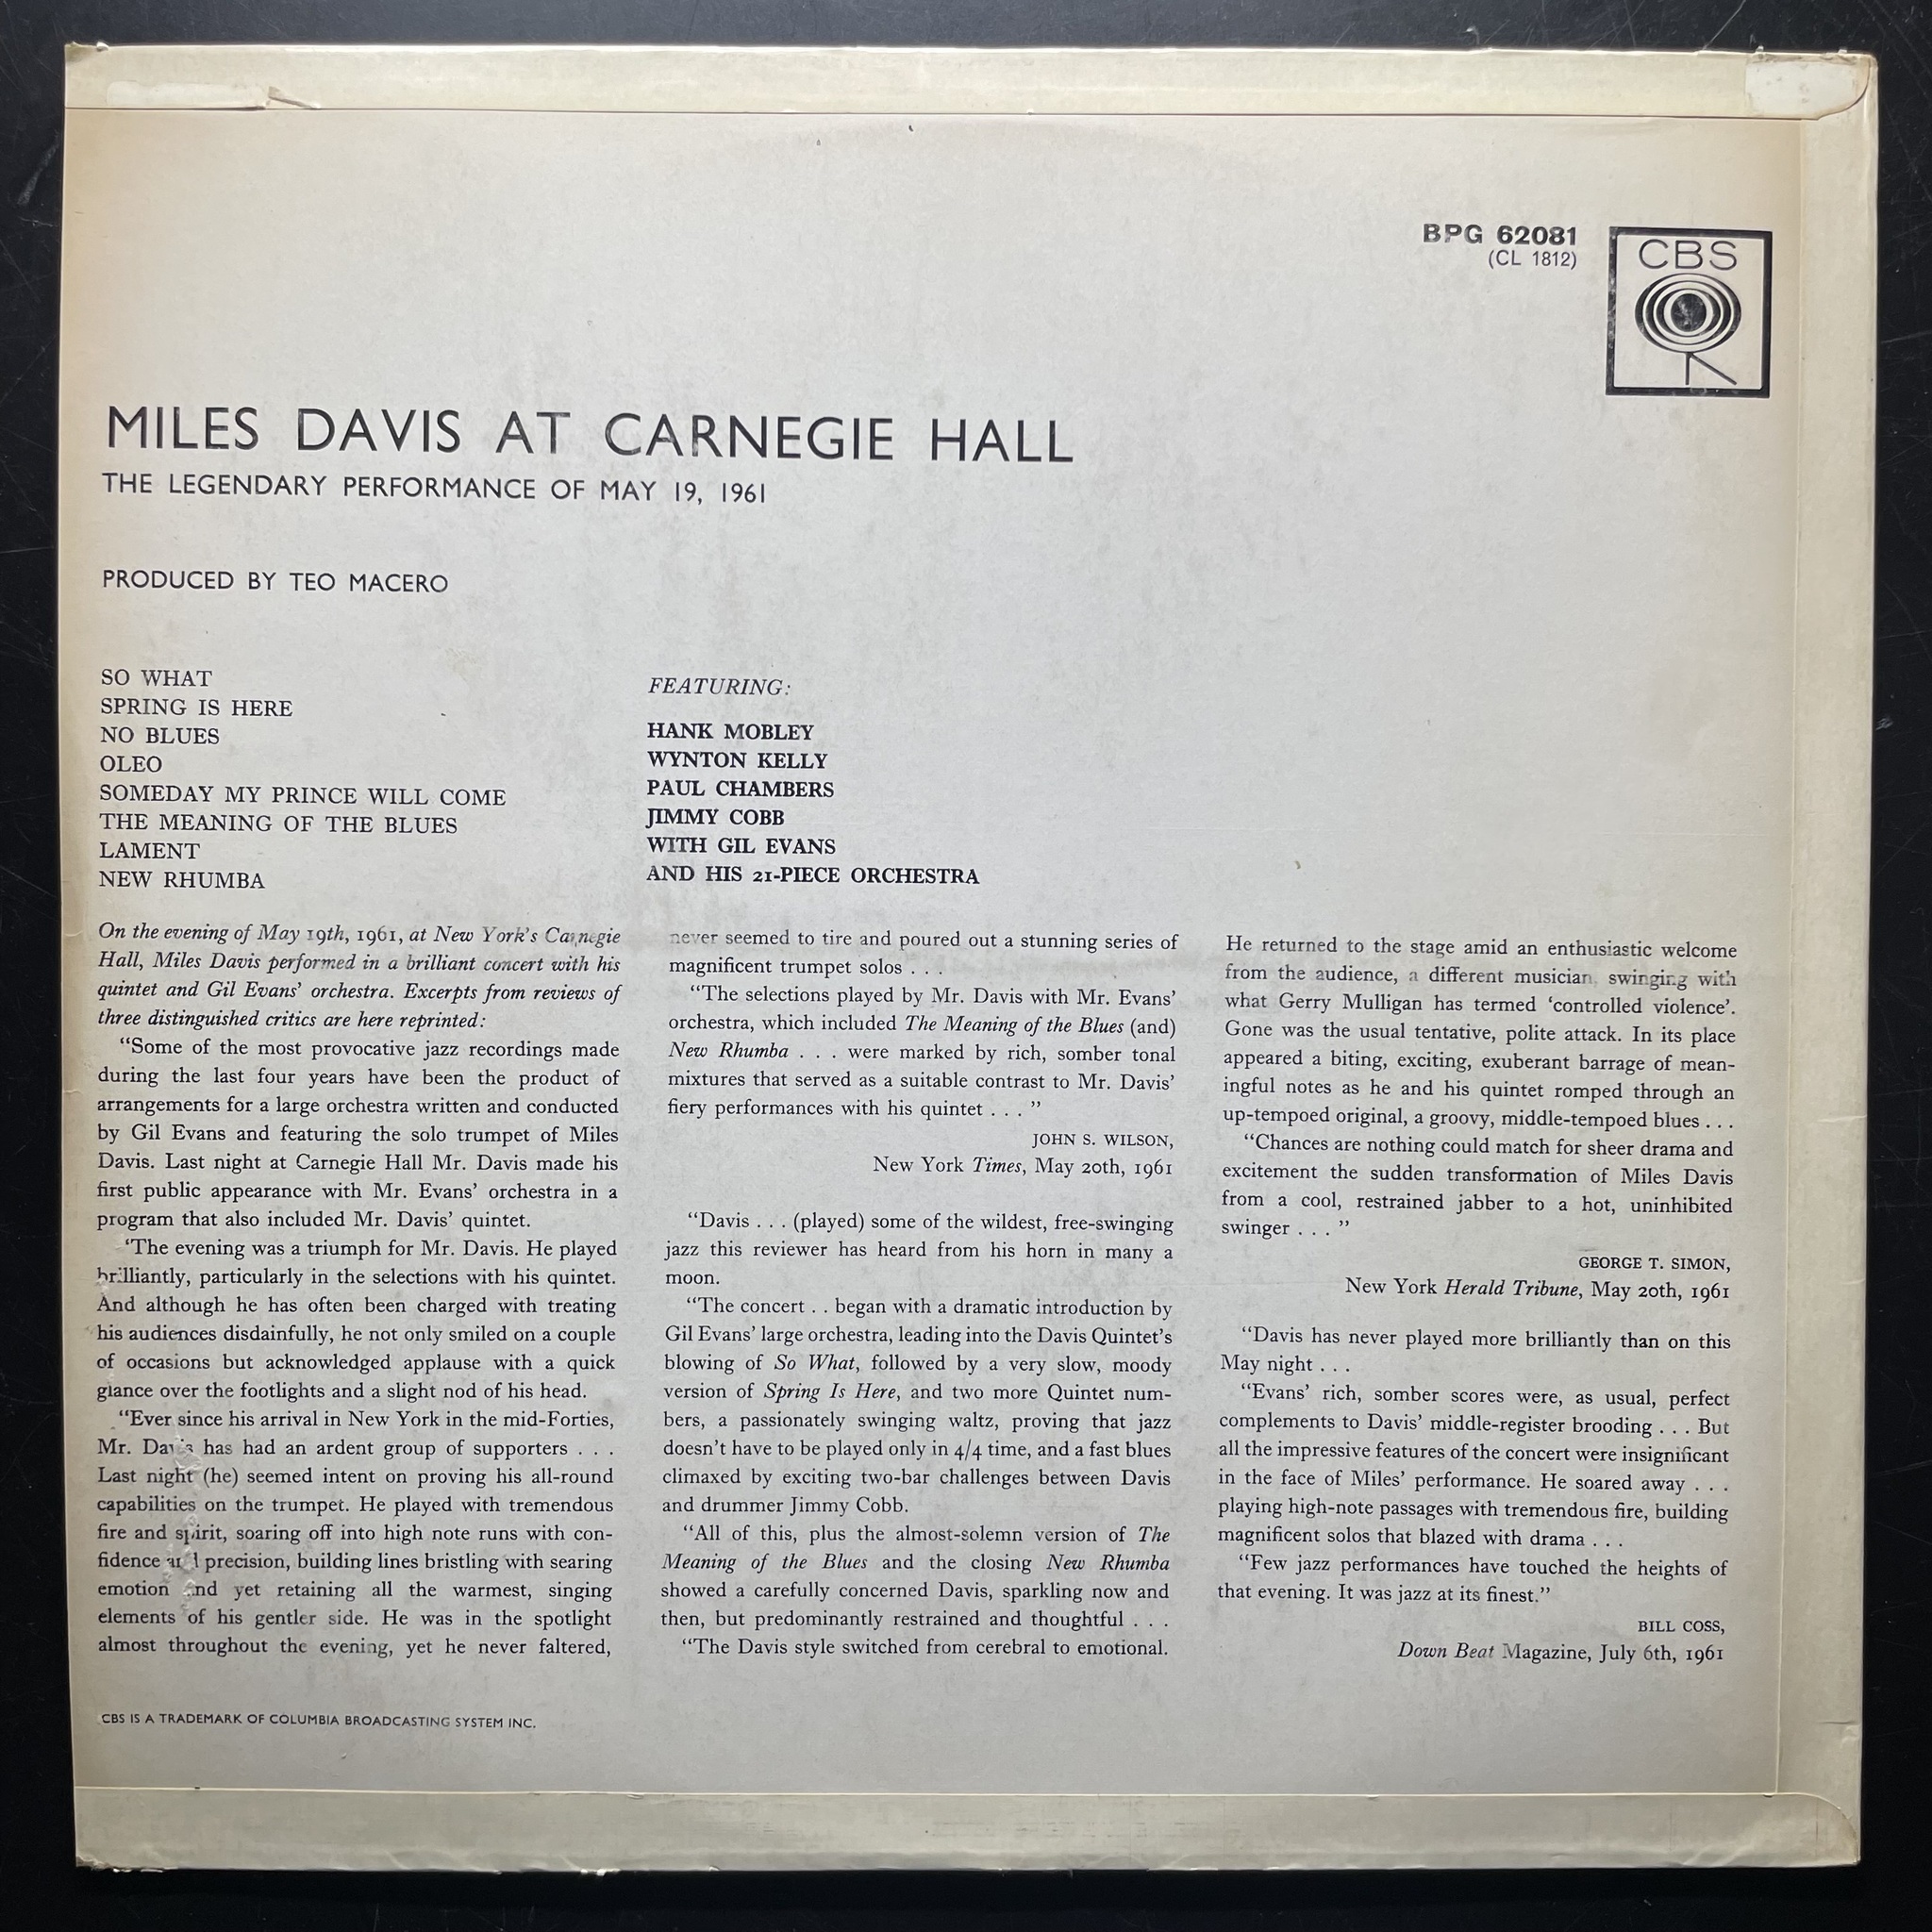 BPG 62081
(CL 1812)
CBS
MILES DAVIS AT CARNEGIE HALL
THE LEGENDARY PERFORMANCE OF MAY 19, 1961
PRODUCED BY TEO MACERO
SO WHAT
SPRING IS HERE
NO BLUES
OLEO
SOMEDAY MY PRINCE WILL COME
THE MEANING OF THE BLUES
LAMENT
NEW RHUMBA
FEATURING:
HANK MOBLEY
WYNTON KELLY
PAUL CHAMBERS
JIMMY COBB
WITH GIL EVANS
AND HIS 21-PIECE ORCHESTRA
On the evening of May 19th, 1961, at New York's Carnegie
Hall, Miles Davis performed in a brilliant concert with his
quintet and Gil Evans' orchestra. Excerpts from reviews of
three distinguished critics are here reprinted:
“Some of the most provocative jazz recordings made
during the last four years have been the product of
arrangements for a large orchestra written and conducted
by Gil Evans and featuring the solo trumpet of Miles
Davis. Last night at Carnegie Hall Mr. Davis made his
first public appearance with Mr. Evans' orchestra in a
program that also included Mr. Davis' quintet.
‘The evening was a triumph for Mr. Davis. He played
brilliantly, particularly in the selections with his quintet.
And although he has often been charged with treating
his audiences disdainfully, he not only smiled on a couple
of occasions but acknowledged applause with a quick
glance over the footlights and a slight nod of his head.
“Ever since his arrival in New York in the mid-Forties,
Mr. Davis has had an ardent group of supporters . . .
Last night (he) seemed intent on proving his all-round
capabilities on the trumpet. He played with tremendous
fire and spirit, soaring off into high note runs with con-
fidence and precision, building lines bristling with searing
emotion and yet retaining all the warmest, singing
elements of his gentler side. He was in the spotlight
almost throughout the evening, yet he never faltered,
never seemed to tire and poured out a stunning series of
magnificent trumpet solos . . .
“The selections played by Mr. Davis with Mr. Evans'
orchestra, which included The Meaning of the Blues (and)
New Rhumba . . . were marked by rich, somber tonal
mixtures that served as a suitable contrast to Mr. Davis'
fiery performances with his quintet . . . ”
JOHN S. WILSON,
New York Times, May 20th, 1961
“Davis . . . (played) some of the wildest, free-swinging
jazz this reviewer has heard from his horn in many a
moon.
“The concert . . began with a dramatic introduction by
Gil Evans' large orchestra, leading into the Davis Quintet's
blowing of So What, followed by a very slow, moody
version of Spring Is Here, and two more Quintet num-
bers, a passionately swinging waltz, proving that jazz
doesn't have to be played only in 4/4 time, and a fast blues
climaxed by exciting two-bar challenges between Davis
and drummer Jimmy Cobb.
“All of this, plus the almost-solemn version of The
Meaning of the Blues and the closing New Rhumba
showed a carefully concerned Davis, sparkling now and
then, but predominantly restrained and thoughtful . . .
“The Davis style switched from cerebral to emotional.
He returned to the stage amid an enthusiastic welcome
from the audience, a different musician, swinging with
what Gerry Mulligan has termed ‘controlled violence’.
Gone was the usual tentative, polite attack. In its place
appeared a biting, exciting, exuberant barrage of mean-
ingful notes as he and his quintet romped through an
up-tempoed original, a groovy, middle-tempoed blues . . .
“Chances are nothing could match for sheer drama and
excitement the sudden transformation of Miles Davis
from a cool, restrained jabber to a hot, uninhibited
swinger . . . ”
GEORGE T. SIMON,
New York Herald Tribune, May 20th, 1961
“Davis has never played more brilliantly than on this
May night . . .
“Evans' rich, somber scores were, as usual, perfect
complements to Davis' middle-register brooding . . . But
all the impressive features of the concert were insignificant
in the face of Miles' performance. He soared away . . .
playing high-note passages with tremendous fire, building
magnificent solos that blazed with drama . . .
“Few jazz performances have touched the heights of
that evening. It was jazz at its finest.”
BILL COSS,
Down Beat Magazine, July 6th, 1961
CBS IS A TRADEMARK OF COLUMBIA BROADCASTING SYSTEM INC.